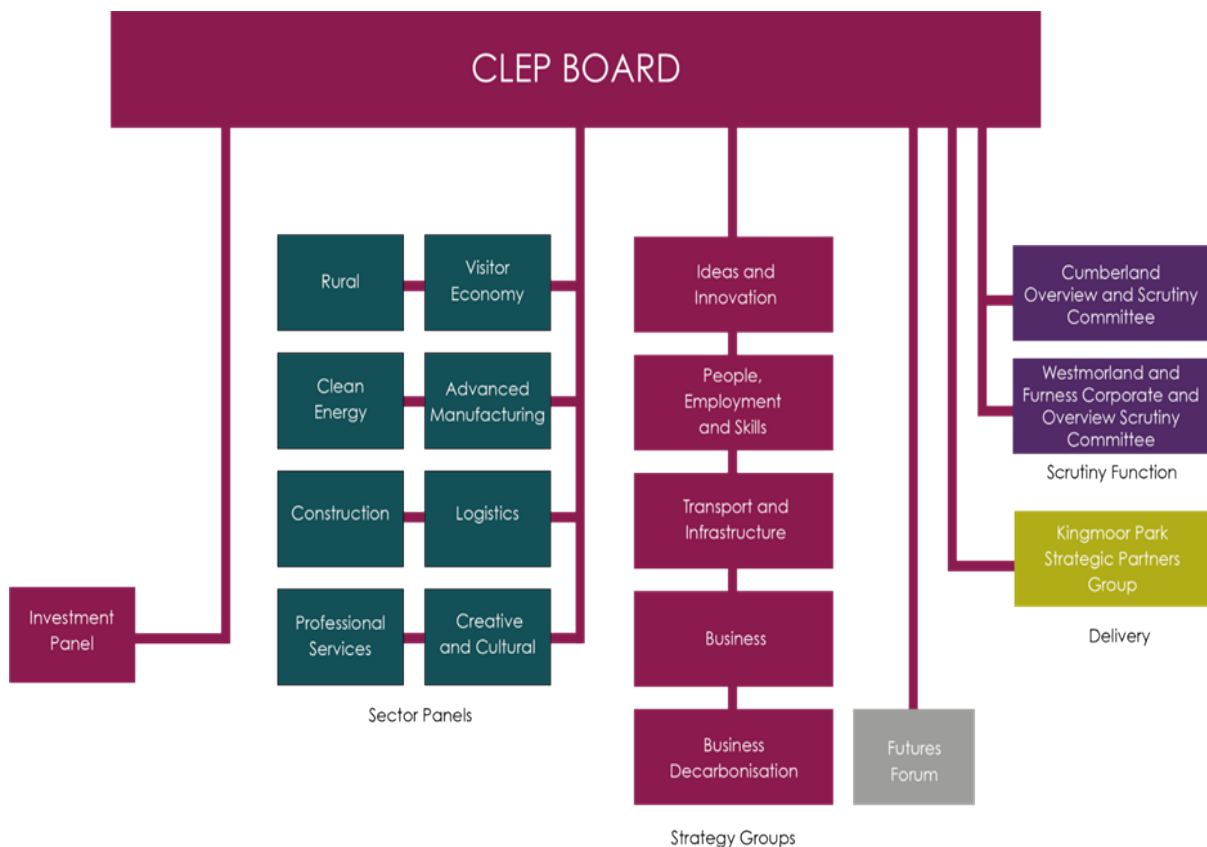 CLEP BOARD
Investment
Panel
Rural
Visitor
Economy
Clean
Energy
Advanced
Manufacturing
Construction
Logistics
Professional
Services
Creative
and Cultural
Sector Panels
Ideas and
Innovation
People,
Employment
and Skills
Transport and
Infrastructure
Business
Business
Decarbonisation
Strategy Groups
Futures
Forum
Cumberland
Overview and Scrutiny
Committee
Westmorland and
Furness Corporate and
Overview Scrutiny
Committee
Scrutiny Function
Kingmoor Park
Strategic Partners
Group
Delivery